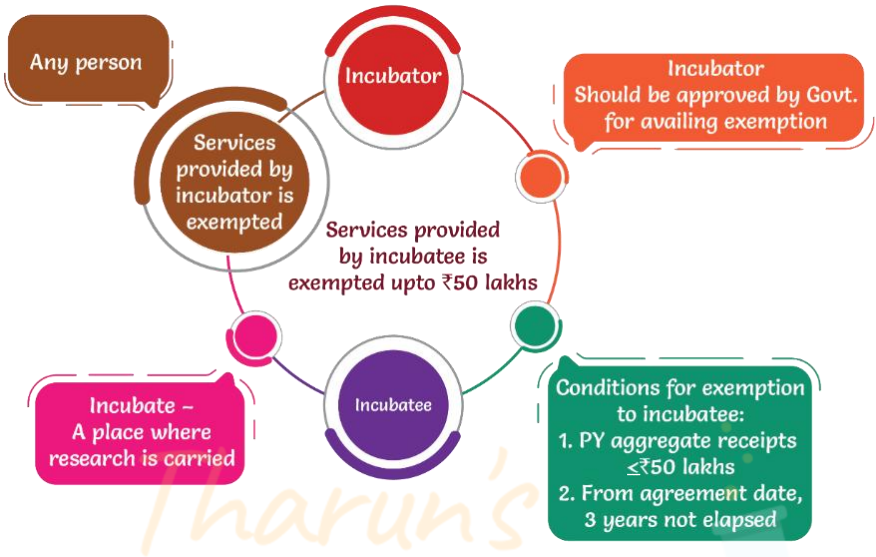 Any person
Incubator
Incubator
Should be approved by Govt.
for availing exemption
Services
provided by
incubator is
exempted
Services provided
by incubatee is
exempted upto ₹50 lakhs
Incubate ~
A place where
research is carried
Incubatee
Conditions for exemption
to incubatee:
1. PY aggregate receipts
≤₹50 lakhs
2. From agreement date,
3 years not elapsed
Tharun's